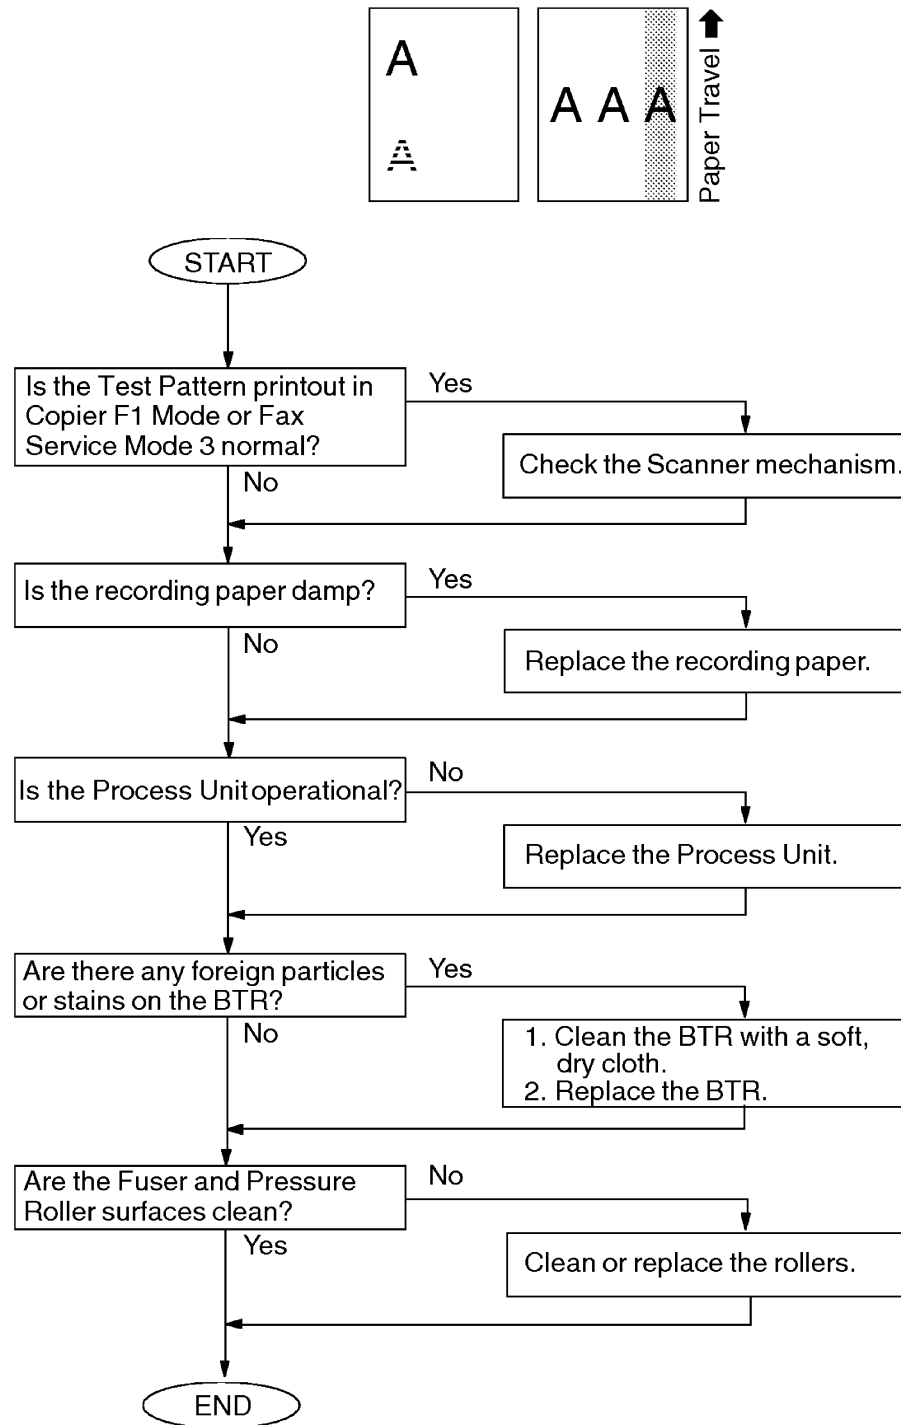 A
A
A A A
Paper Travel
START
Is the Test Pattern printout in
Copier F1 Mode or Fax
Service Mode 3 normal?
Yes
Check the Scanner mechanism.
No
Is the recording paper damp?
Yes
Replace the recording paper.
No
Is the Process Unit operational?
No
Replace the Process Unit.
Yes
Are there any foreign particles
or stains on the BTR?
Yes
1. Clean the BTR with a soft,
dry cloth.
2. Replace the BTR.
No
Are the Fuser and Pressure
Roller surfaces clean?
No
Clean or replace the rollers.
Yes
END